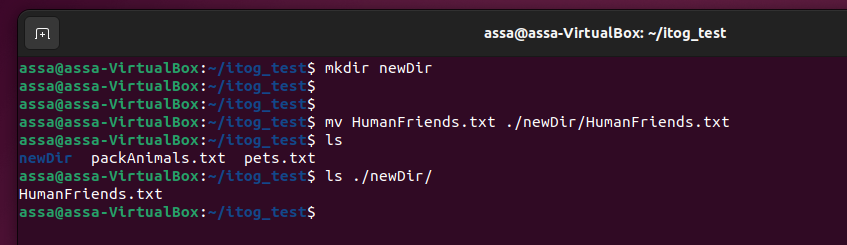 assa@assa-VirtualBox: ~/itog_test
assa@assa-VirtualBox:~/itog_test$ mkdir newDir
assa@assa-VirtualBox:~/itog_test$
assa@assa-VirtualBox:~/itog_test$
assa@assa-VirtualBox:~/itog_test$ mv HumanFriends.txt ./newDir/HumanFriends.txt
assa@assa-VirtualBox:~/itog_test$ ls
newDir  packAnimals.txt  pets.txt
assa@assa-VirtualBox:~/itog_test$ ls ./newDir/
HumanFriends.txt
assa@assa-VirtualBox:~/itog_test$